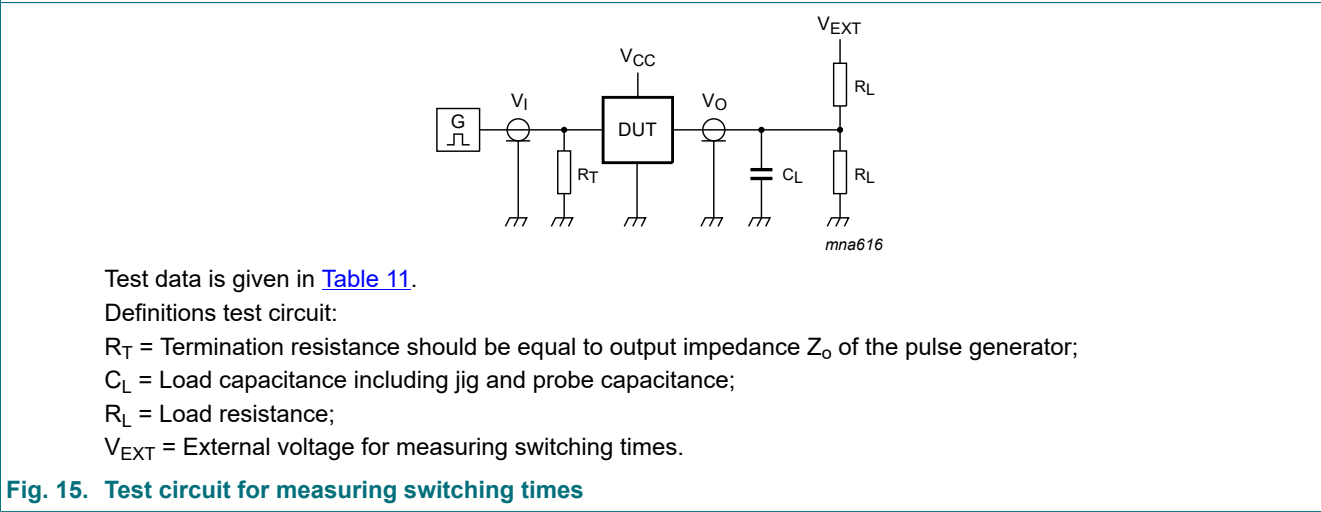 VEXT
VCC
RL
VI
VO
G
DUT
RT
CL
RL
mna616
Test data is given in Table 11.
Definitions test circuit:
RT = Termination resistance should be equal to output impedance Zo of the pulse generator;
CL = Load capacitance including jig and probe capacitance;
RL = Load resistance;
VEXT = External voltage for measuring switching times.
Fig. 15. Test circuit for measuring switching times